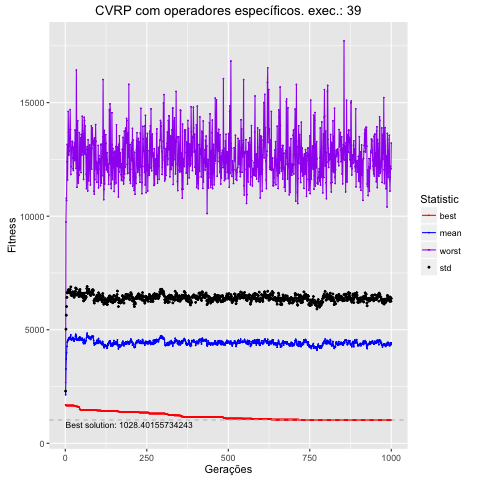 CVRP com operadores específicos. exec.: 39
Fitness
15000
10000
5000
0
Best solution: 1028.40155734243
0
250
500
750
1000
Gerações
Statistic
best
mean
worst
std